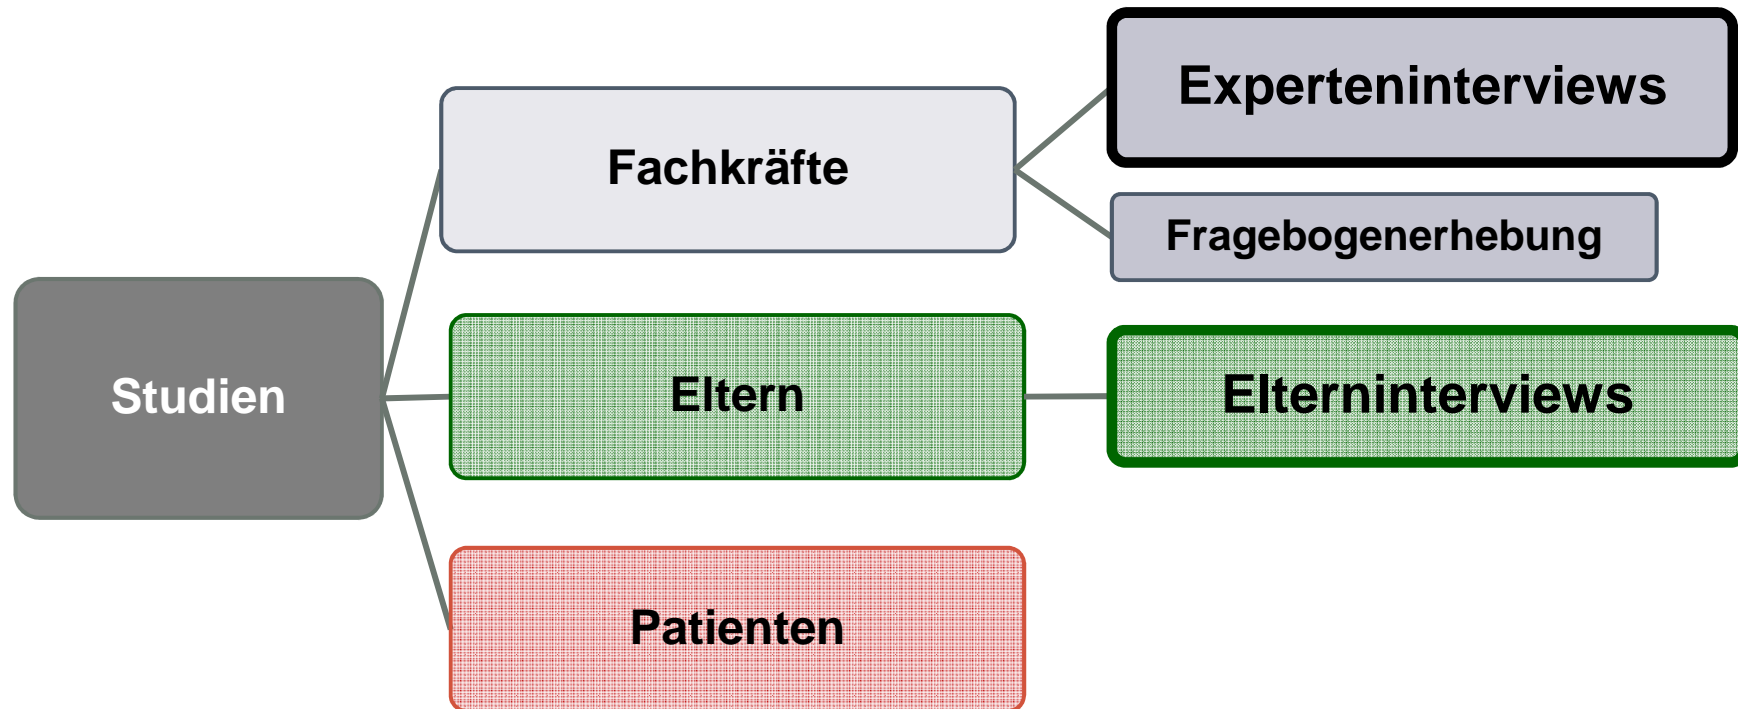 Experteninterviews
Fachkräfte
Fragebogenerhebung
Studien
Eltern
Elterninterviews
Patienten